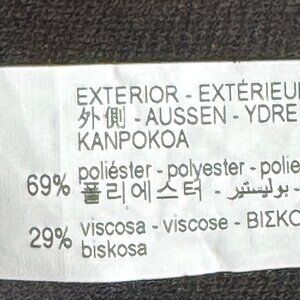 EXTERIOR - EXTÉRIEU
外側 - AUSSEN - YDRE
KANPOKOA
69% poliéster - polyester - polie
폴리에스터 - بوليستير -
29% viscosa - viscose - ΒΙΣΚΟ
biskosa